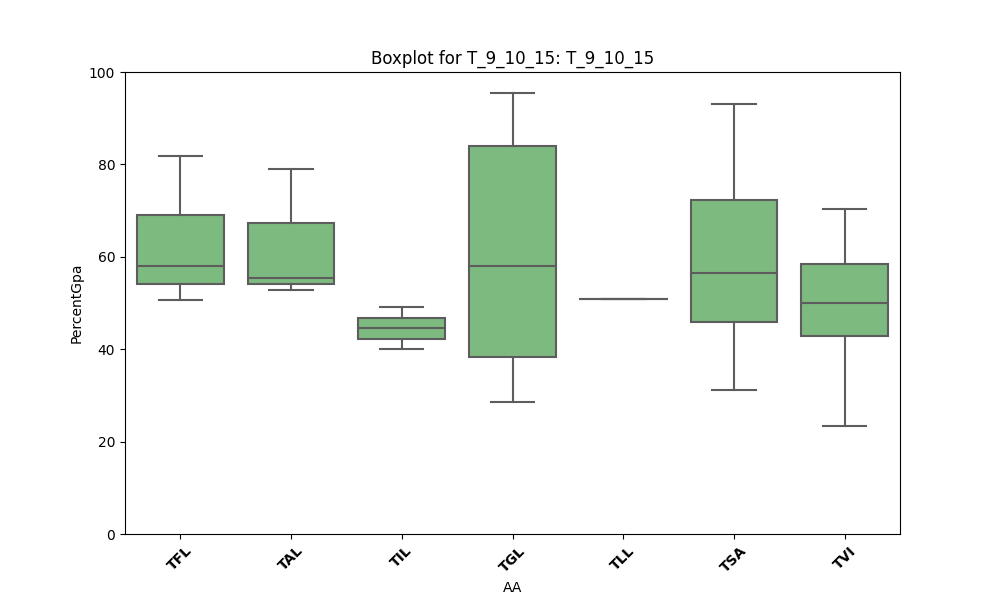 Boxplot for T_9_10_15: T_9_10_15
100
80
60
40
20
0
PercentGpa
TFL
TAL
TIL
TGL
TLL
TSA
TVI
AA